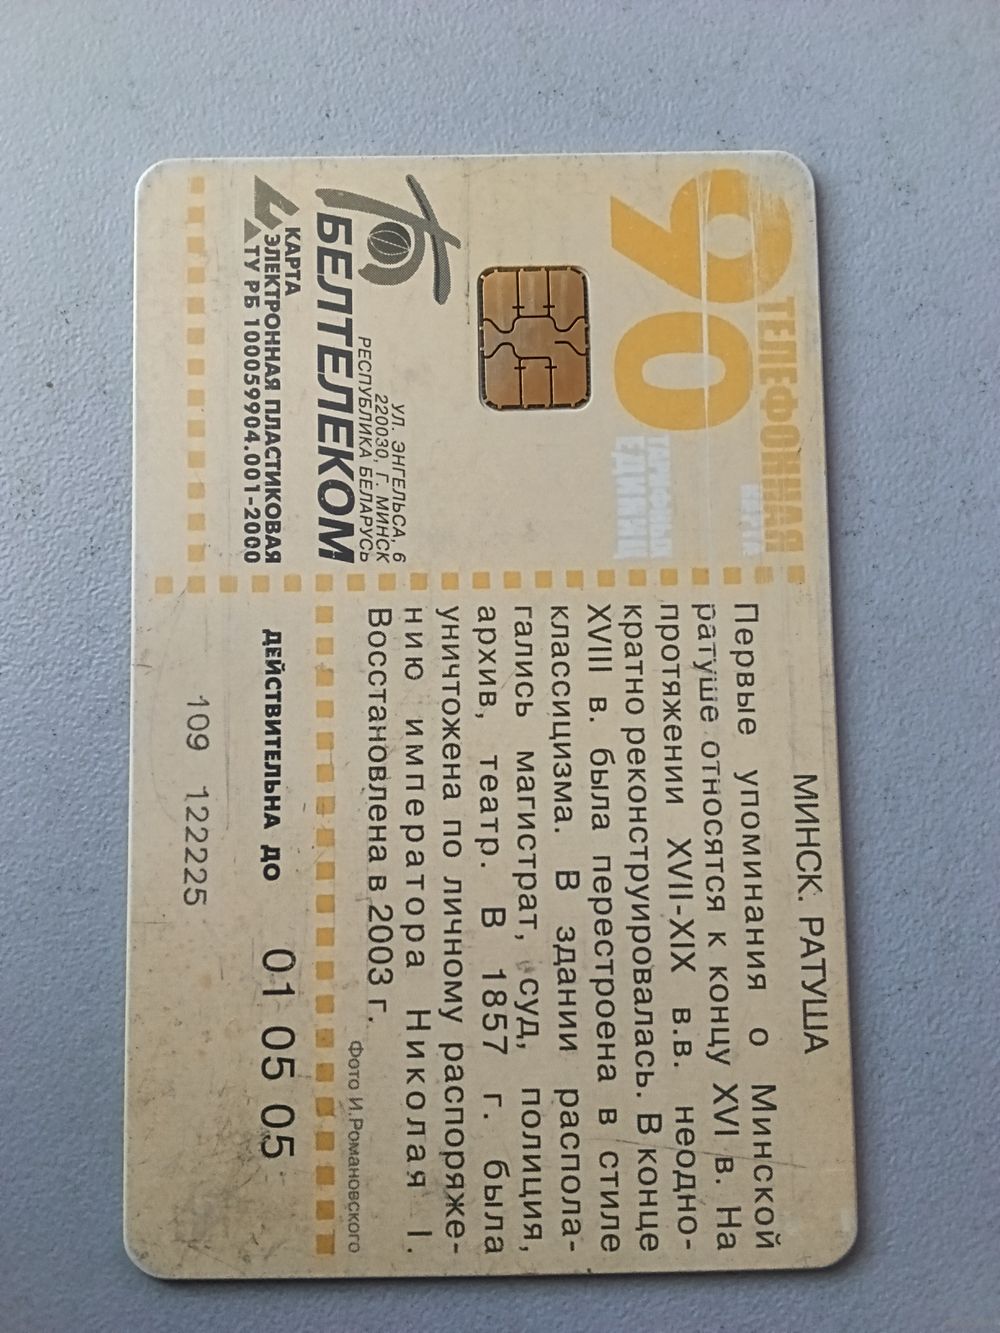 ТЕЛЕФОННАЯ
КАРТА
90
ТАРИФНЫХ
ЕДИНИЦ
УЛ. ЭНГЕЛЬСА, 6
220030, Г. МИНСК
РЕСПУБЛИКА БЕЛАРУСЬ
БЕЛТЕЛЕКОМ
КАРТА
ЭЛЕКТРОННАЯ ПЛАСТИКОВАЯ
ТУ РБ 100059904.001-2000
МИНСК. РАТУША
Первые упоминания о Минской
ратуше относятся к концу XVI в. На
протяжении XVII-XIX в.в. неодно-
кратно реконструировалась. В конце
XVIII в. была перестроена в стиле
классицизма. В здании распола-
гались магистрат, суд, полиция,
архив, театр. В 1857 г. была
уничтожена по личному распоряже-
нию императора Николая I.
Восстановлена в 2003 г.
Фото И.Романовского
ДЕЙСТВИТЕЛЬНА ДО 01 05 05
109 122225